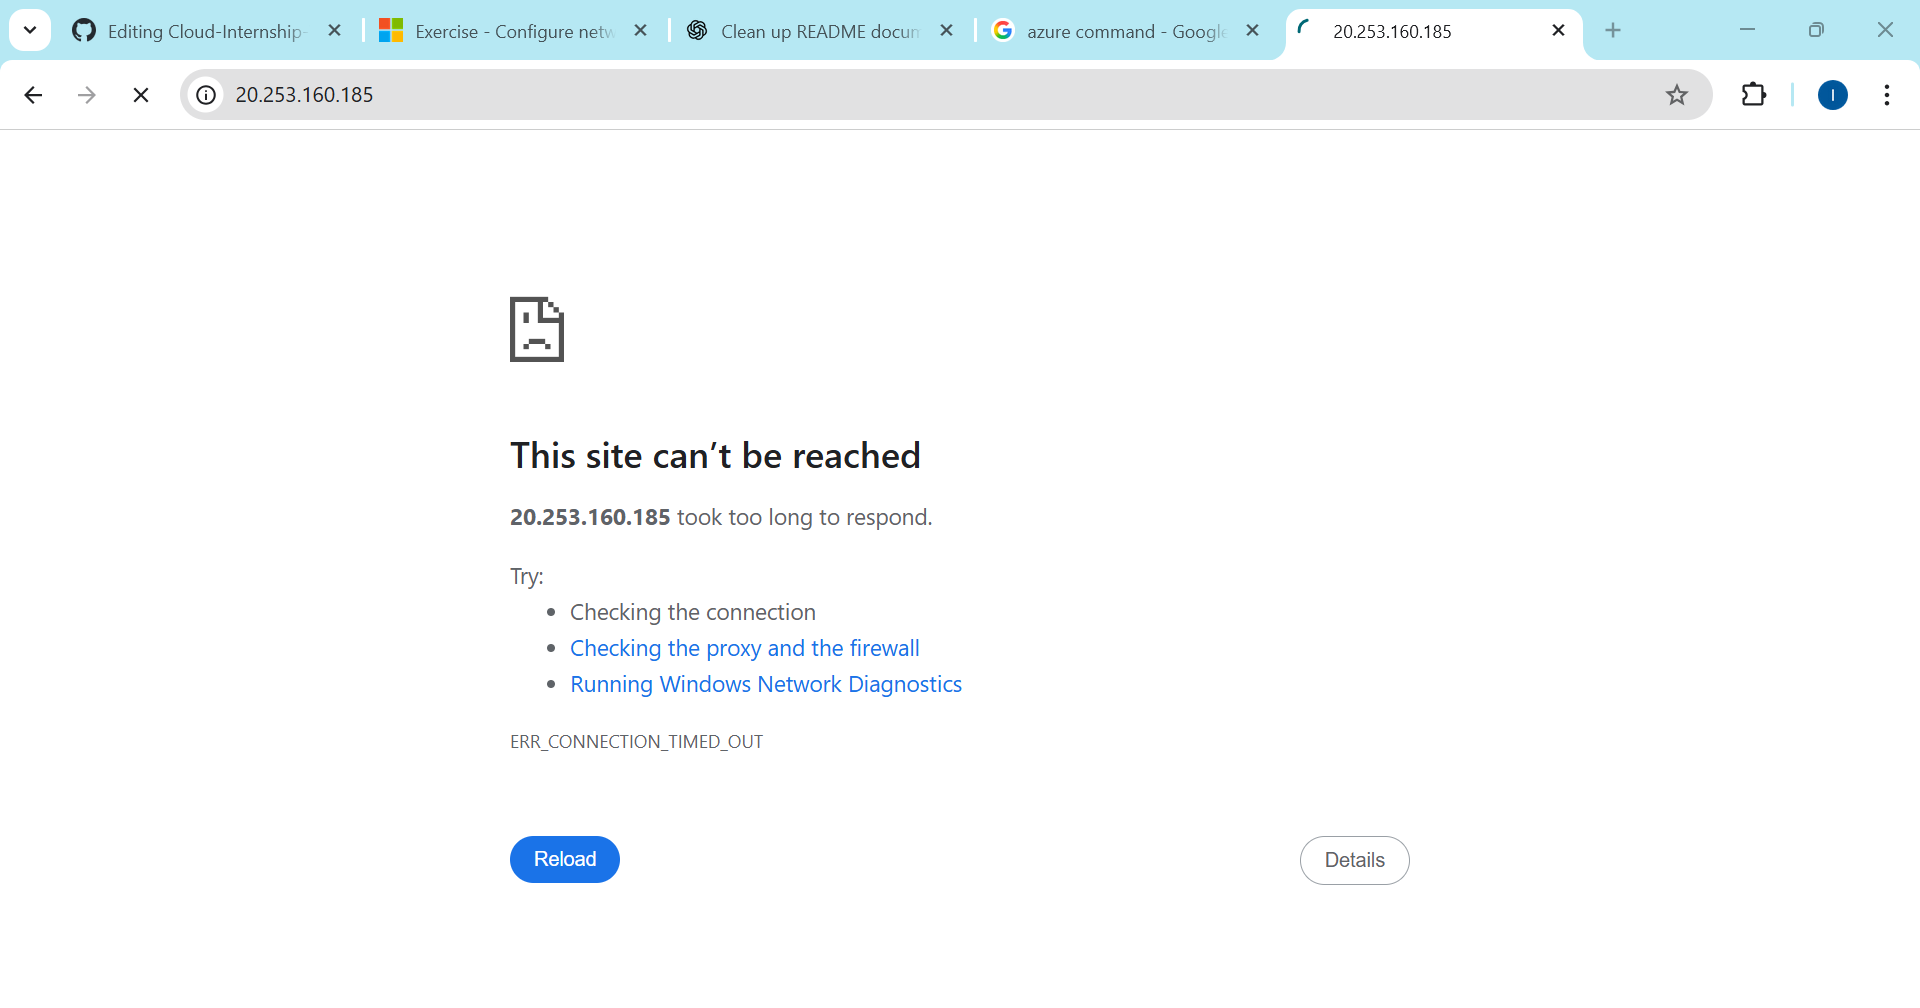 Editing Cloud-Internship-
Exercise - Configure netw
Clean up README docun
azure command - Google
20.253.160.185
20.253.160.185
I
This site can’t be reached
20.253.160.185 took too long to respond.
Try:
Checking the connection
Checking the proxy and the firewall
Running Windows Network Diagnostics
ERR_CONNECTION_TIMED_OUT
Reload
Details